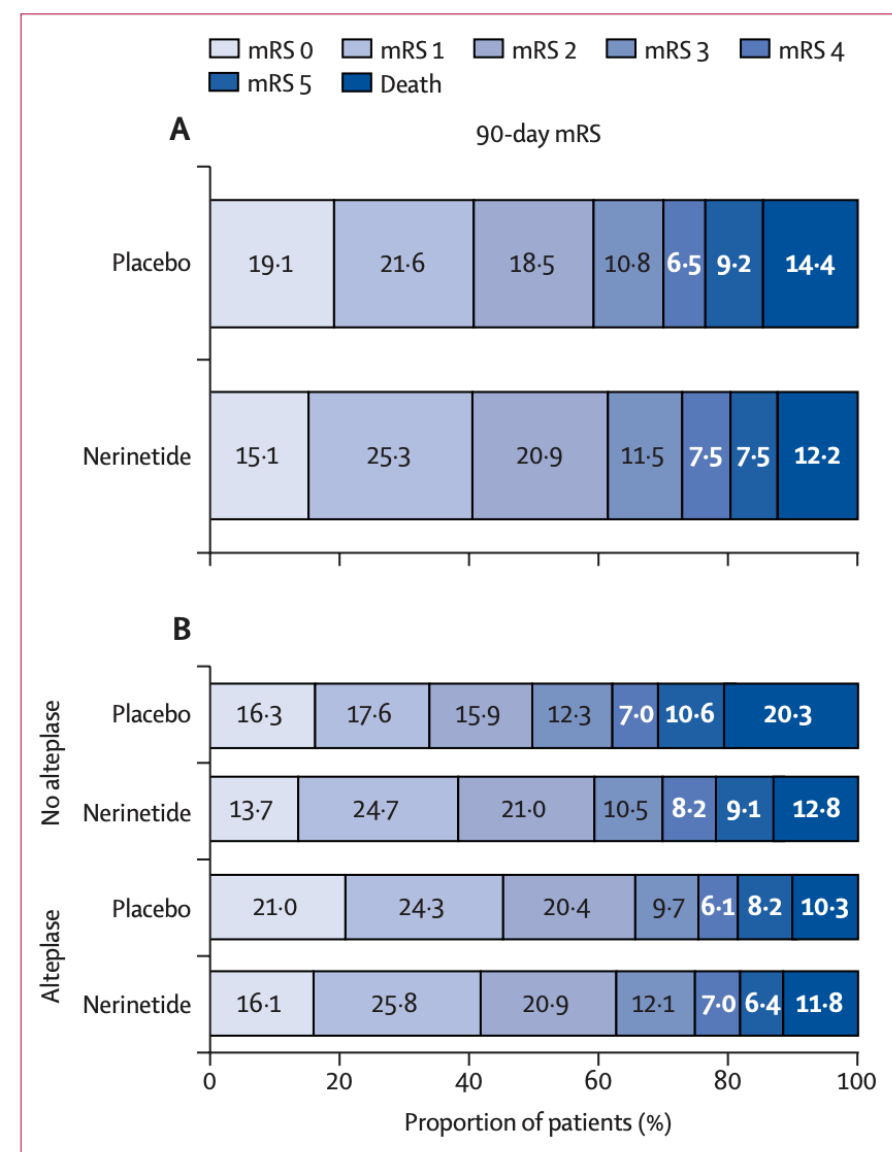 mRS 0 mRS 1 mRS 2 mRS 3 mRS 4
mRS 5 Death
A
90-day mRS
Placebo 19·1 21·6 18·5 10·8 6·5 9·2 14·4
Nerinetide 15·1 25·3 20·9 11·5 7·5 7·5 12·2
B
No alteplase
Placebo 16·3 17·6 15·9 12·3 7·0 10·6 20·3
Nerinetide 13·7 24·7 21·0 10·5 8·2 9·1 12·8
Alteplase
Placebo 21·0 24·3 20·4 9·7 6·1 8·2 10·3
Nerinetide 16·1 25·8 20·9 12·1 7·0 6·4 11·8
0 20 40 60 80 100
Proportion of patients (%)